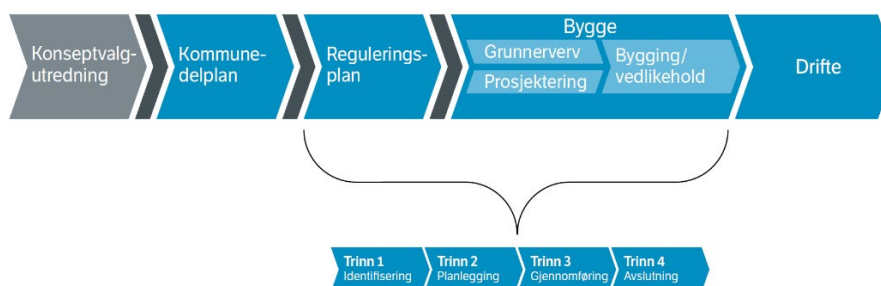 Konseptvalg-
utredning
Kommune-
delplan
Regulerings-
plan
Bygge
Grunnerverv
Prosjektering
Bygging/
vedlikehold
Drifte
Trinn 1
Identifisering
Trinn 2
Planlegging
Trinn 3
Gjennomføring
Trinn 4
Avslutning